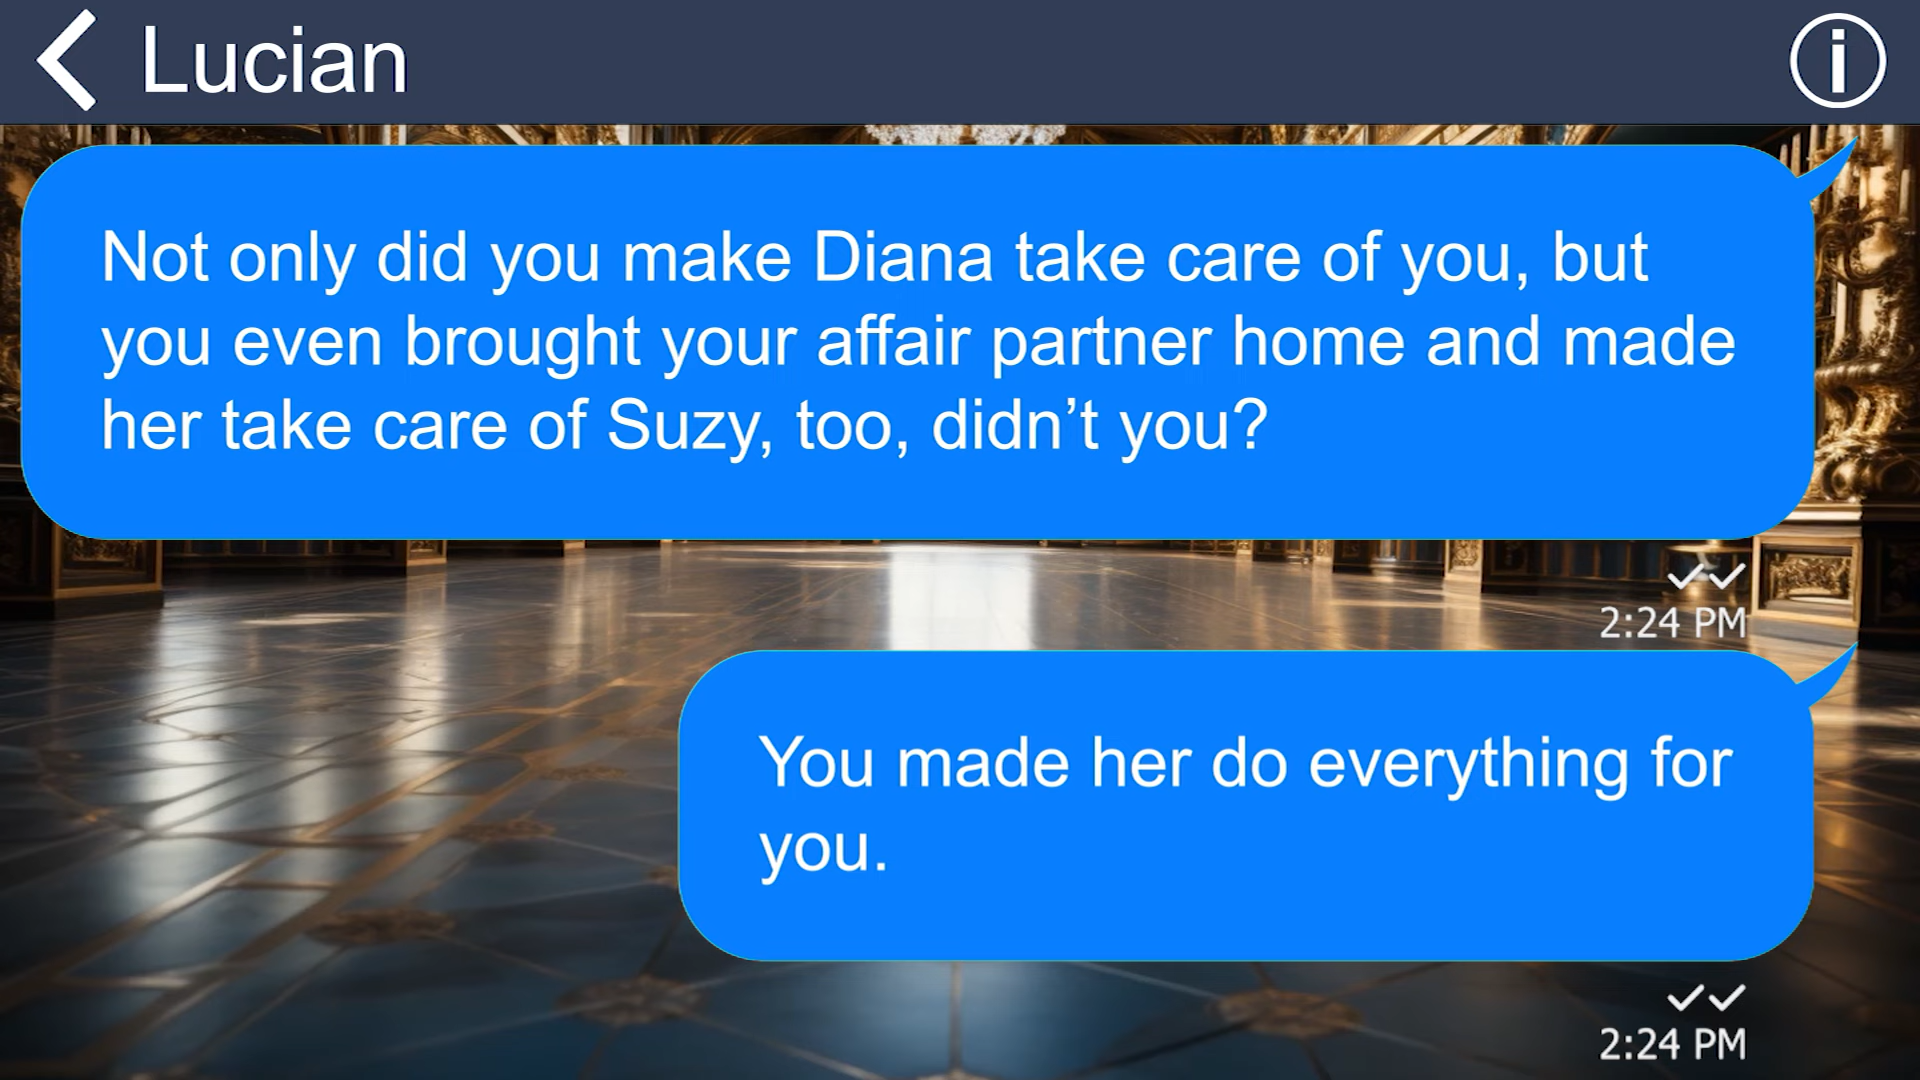 Lucian
Not only did you make Diana take care of you, but
you even brought your affair partner home and made
her take care of Suzy, too, didn’t you?
2:24 PM
You made her do everything for
you.
2:24 PM